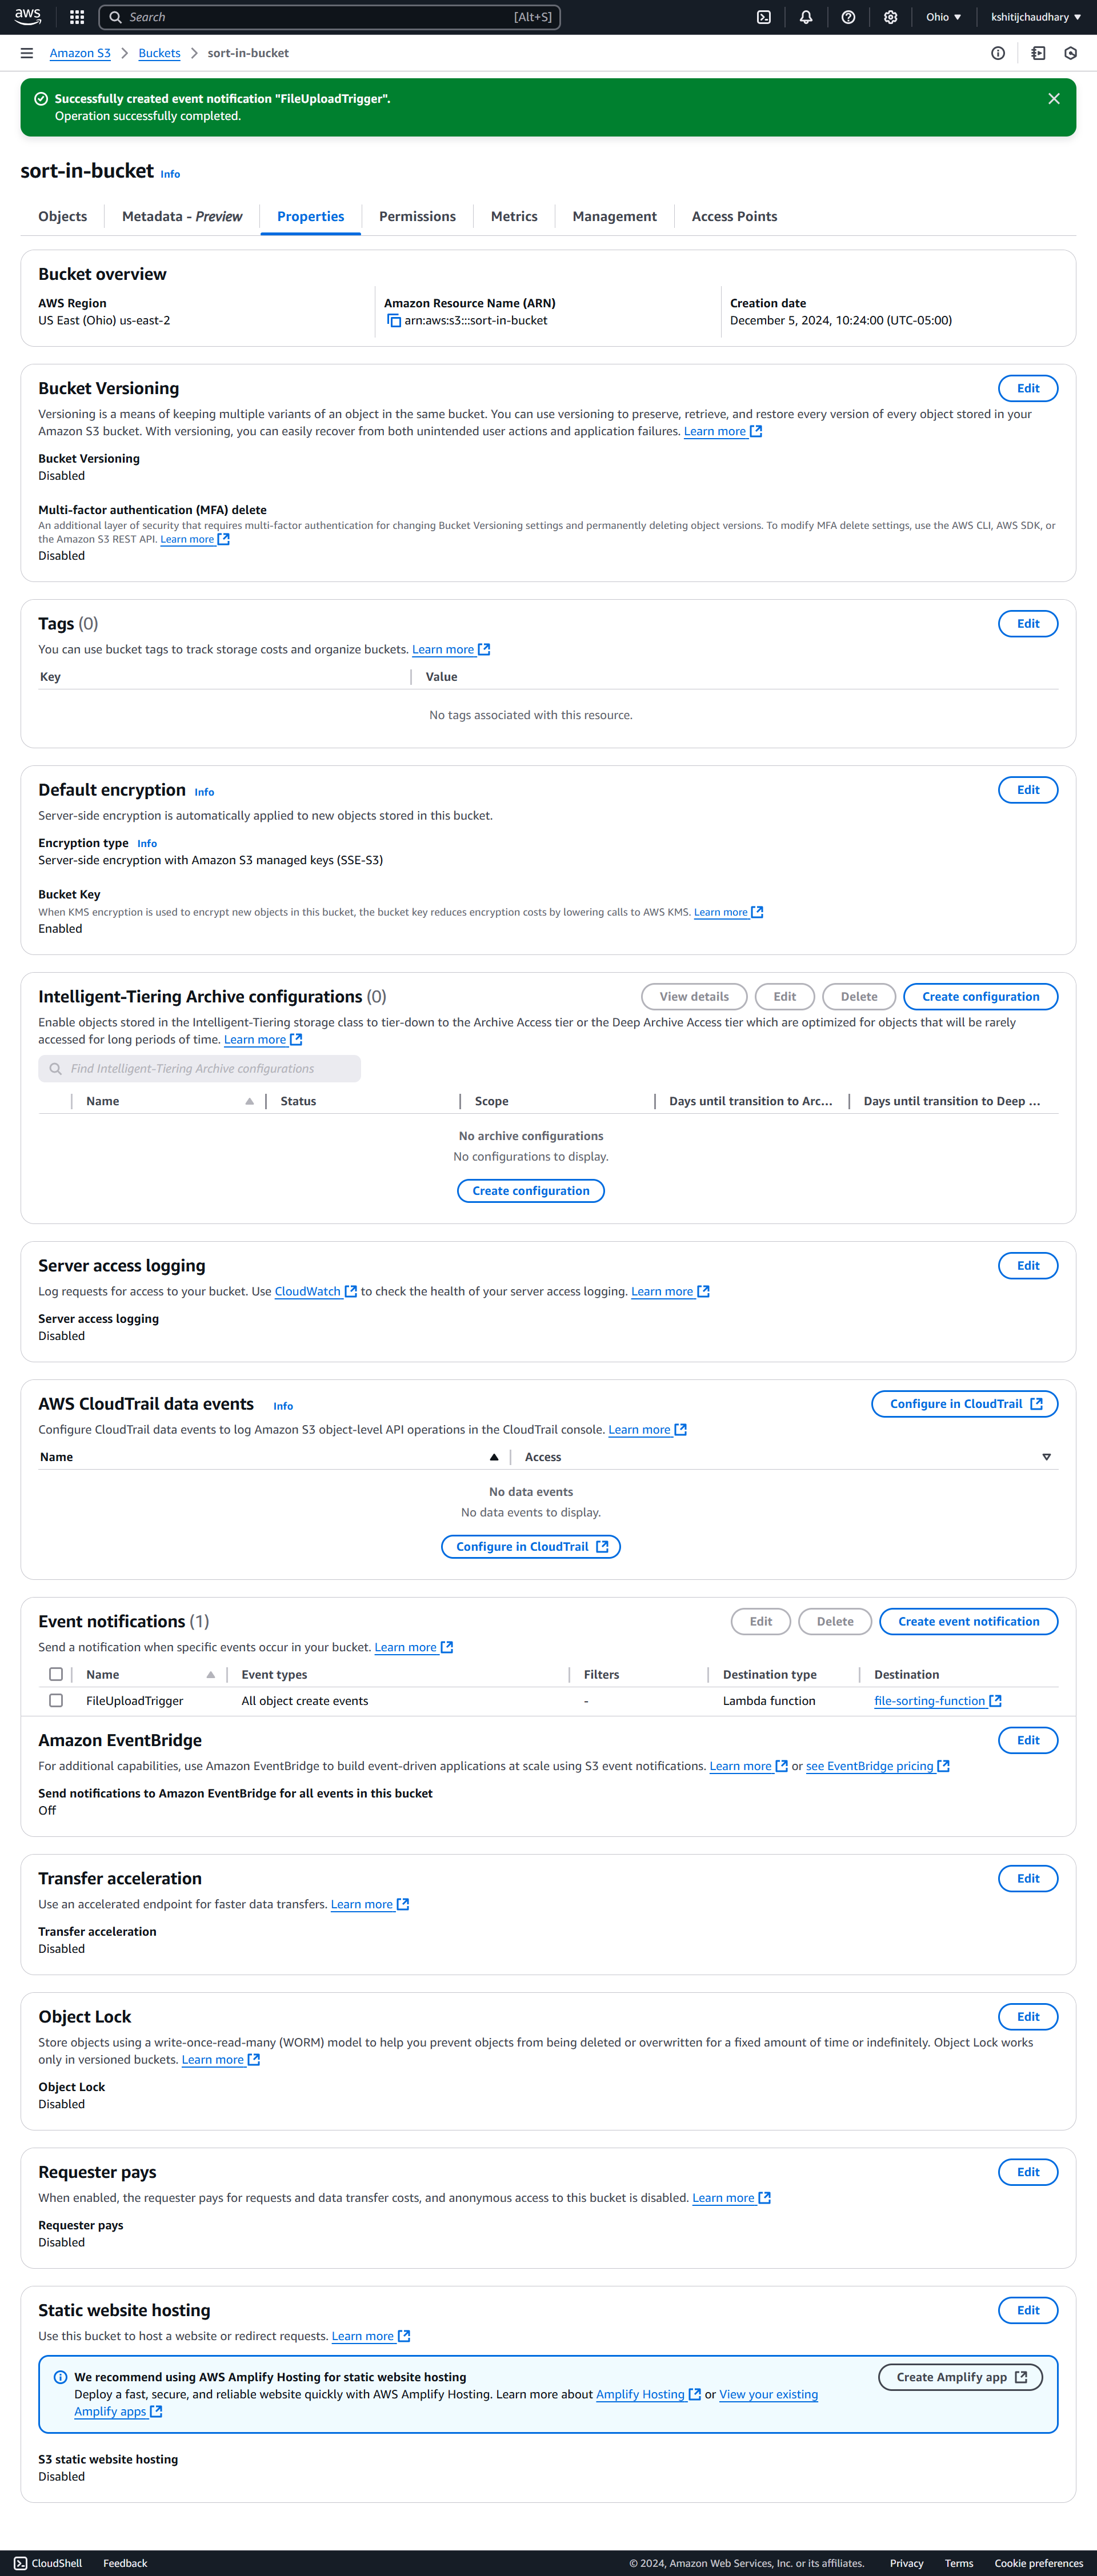 aws
Search [Alt+S] Ohio kshitijchaudhary
Amazon S3 Buckets sort-in-bucket
Successfully created event notification "FileUploadTrigger".
Operation successfully completed.
sort-in-bucket Info
Objects Metadata - Preview Properties Permissions Metrics Management Access Points
Bucket overview
AWS Region Amazon Resource Name (ARN) Creation date
US East (Ohio) us-east-2 arn:aws:s3:::sort-in-bucket December 5, 2024, 10:24:00 (UTC-05:00)
Bucket Versioning Edit
Versioning is a means of keeping multiple variants of an object in the same bucket. You can use versioning to preserve, retrieve, and restore every version of every object stored in your
Amazon S3 bucket. With versioning, you can easily recover from both unintended user actions and application failures. Learn more
Bucket Versioning
Disabled
Multi-factor authentication (MFA) delete
An additional layer of security that requires multi-factor authentication for changing Bucket Versioning settings and permanently deleting object versions. To modify MFA delete settings, use the AWS CLI, AWS SDK, or
the Amazon S3 REST API. Learn more
Disabled
Tags (0) Edit
You can use bucket tags to track storage costs and organize buckets. Learn more
Key Value
No tags associated with this resource.
Default encryption Info Edit
Server-side encryption is automatically applied to new objects stored in this bucket.
Encryption type Info
Server-side encryption with Amazon S3 managed keys (SSE-S3)
Bucket Key
When KMS encryption is used to encrypt new objects in this bucket, the bucket key reduces encryption costs by lowering calls to AWS KMS. Learn more
Enabled
Intelligent-Tiering Archive configurations (0) View details Edit Delete Create configuration
Enable objects stored in the Intelligent-Tiering storage class to tier-down to the Archive Access tier or the Deep Archive Access tier which are optimized for objects that will be rarely
accessed for long periods of time. Learn more
Find Intelligent-Tiering Archive configurations
Name Status Scope Days until transition to Arc... Days until transition to Deep ...
No archive configurations
No configurations to display.
Create configuration
Server access logging Edit
Log requests for access to your bucket. Use CloudWatch to check the health of your server access logging. Learn more
Server access logging
Disabled
AWS CloudTrail data events Info Configure in CloudTrail
Configure CloudTrail data events to log Amazon S3 object-level API operations in the CloudTrail console. Learn more
Name Access
No data events
No data events to display.
Configure in CloudTrail
Event notifications (1) Edit Delete Create event notification
Send a notification when specific events occur in your bucket. Learn more
Name Event types Filters Destination type Destination
FileUploadTrigger All object create events - Lambda function file-sorting-function
Amazon EventBridge Edit
For additional capabilities, use Amazon EventBridge to build event-driven applications at scale using S3 event notifications. Learn more or see EventBridge pricing
Send notifications to Amazon EventBridge for all events in this bucket
Off
Transfer acceleration Edit
Use an accelerated endpoint for faster data transfers. Learn more
Transfer acceleration
Disabled
Object Lock Edit
Store objects using a write-once-read-many (WORM) model to help you prevent objects from being deleted or overwritten for a fixed amount of time or indefinitely. Object Lock works
only in versioned buckets. Learn more
Object Lock
Disabled
Requester pays Edit
When enabled, the requester pays for requests and data transfer costs, and anonymous access to this bucket is disabled. Learn more
Requester pays
Disabled
Static website hosting Edit
Use this bucket to host a website or redirect requests. Learn more
We recommend using AWS Amplify Hosting for static website hosting Create Amplify app
Deploy a fast, secure, and reliable website quickly with AWS Amplify Hosting. Learn more about Amplify Hosting or View your existing
Amplify apps
S3 static website hosting
Disabled
CloudShell Feedback © 2024, Amazon Web Services, Inc. or its affiliates. Privacy Terms Cookie preferences